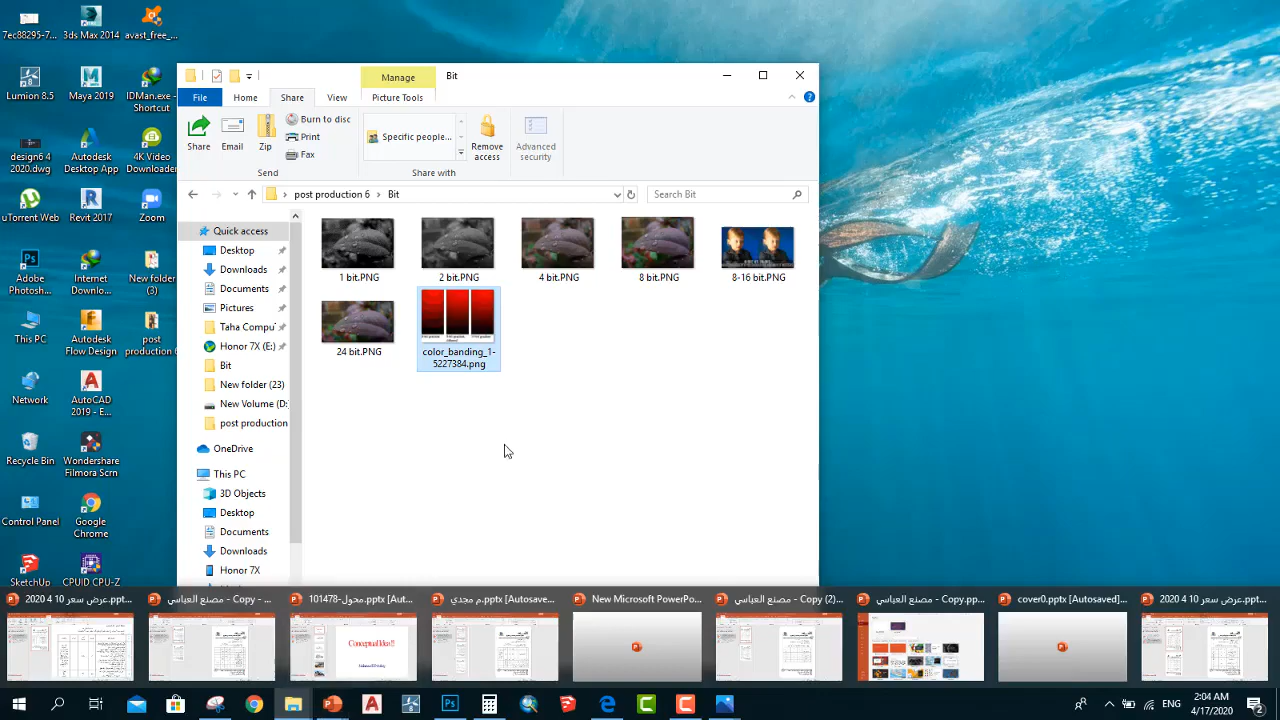 7ec88295-7...
3ds Max 2014
avast_free_...
Lumion 8.5
Maya 2019
IDMan.exe -
Shortcut
design6 4
2020.dwg
Autodesk
Desktop App
4K Video
Downloader
uTorrent Web
Revit 2017
Zoom
Adobe
Photosh...
Internet
Downlo...
New folder
(3)
This PC
Autodesk
Flow Design
post
production 6
Network
AutoCAD
2019 - E...
Recycle Bin
Wondershare
Filmora Scrn
Control Panel
Google
Chrome
SketchUp
CPUID CPU-Z
Manage
Bit
File
Home
Share
View
Picture Tools
Share
Email
Zip
Burn to disc
Print
Fax
Send
Specific people...
Share with
Remove
access
Advanced
security
post production 6
Bit
Search Bit
Quick access
Desktop
Downloads
Documents
Pictures
Taha Compu
Honor 7X (E:)
Bit
New folder (23)
New Volume (D:
post production
OneDrive
This PC
3D Objects
Desktop
Documents
Downloads
Honor 7X
1 bit.PNG
2 bit.PNG
4 bit.PNG
8 bit.PNG
8-16 bit.PNG
24 bit.PNG
color_banding_1-
5227384.png
عرض سعر 10 4 2020.ppt...
مصنع العباسي - Copy - ...
محول-101478.pptx [Aut...
م مجدي.pptx [Autosave...
New Microsoft PowerPo...
مصنع العباسي - Copy (2)...
مصنع العباسي - Copy.pp...
cover0.pptx [Autosaved]...
عرض سعر 10 4 2020.ppt...
Conceptual Idea!!
ENG
2:04 AM
4/17/2020
2